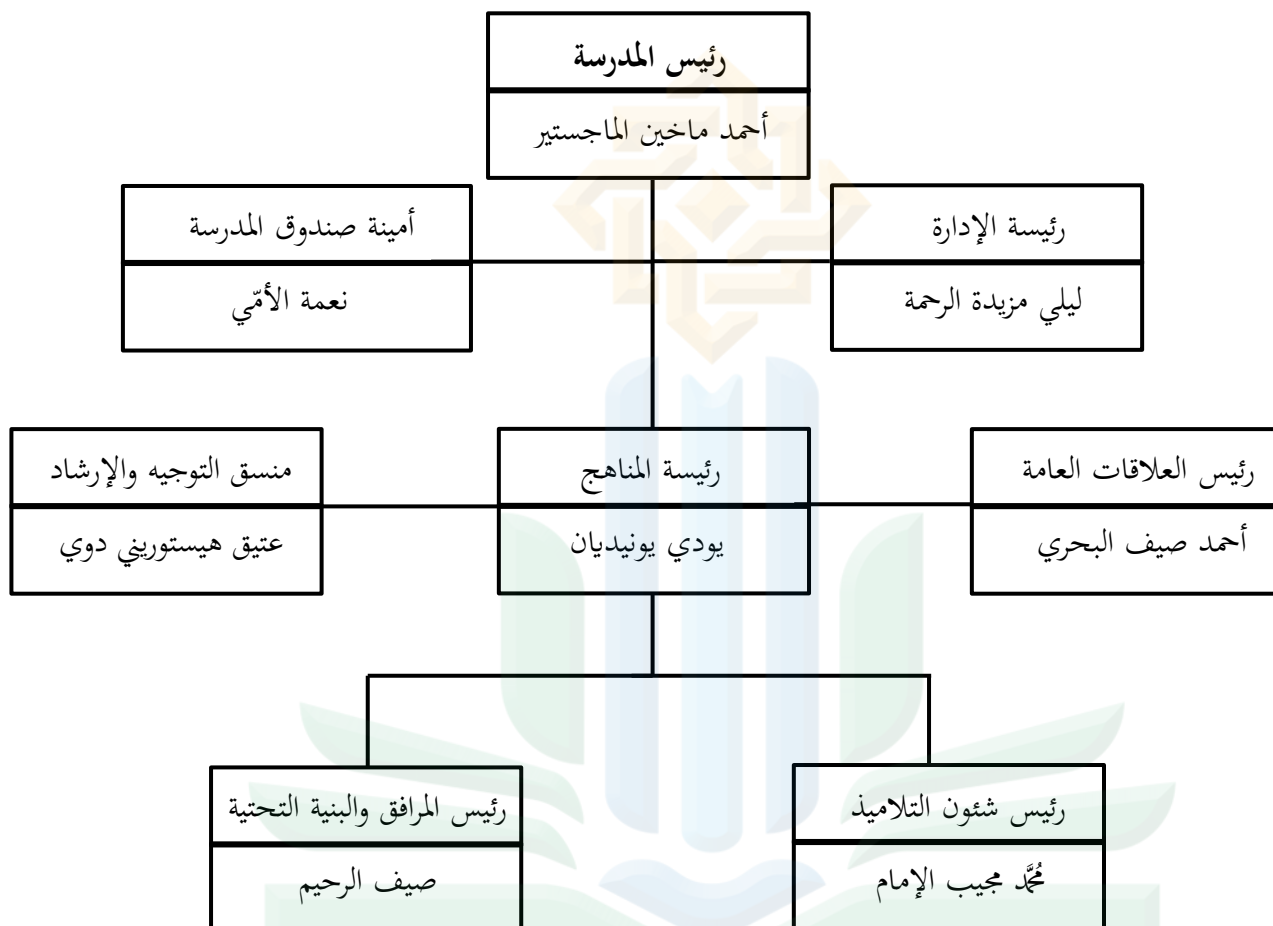 رئيس المدرسة
أحمد ماخين الماجستير
رئيسة الإدارة
ليلي مزيدة الرحمة
أمينة صندوق المدرسة
نعمة الأمّي
رئيس العلاقات العامة
أحمد صيف البحري
رئيسة المناهج
يودي يونيديان
منسق التوجيه والإرشاد
عتيق هيستوريني دوي
رئيس شئون التلاميذ
مُحَّد مجيب الإمام
رئيس المرافق والبنية التحتية
صيف الرحيم